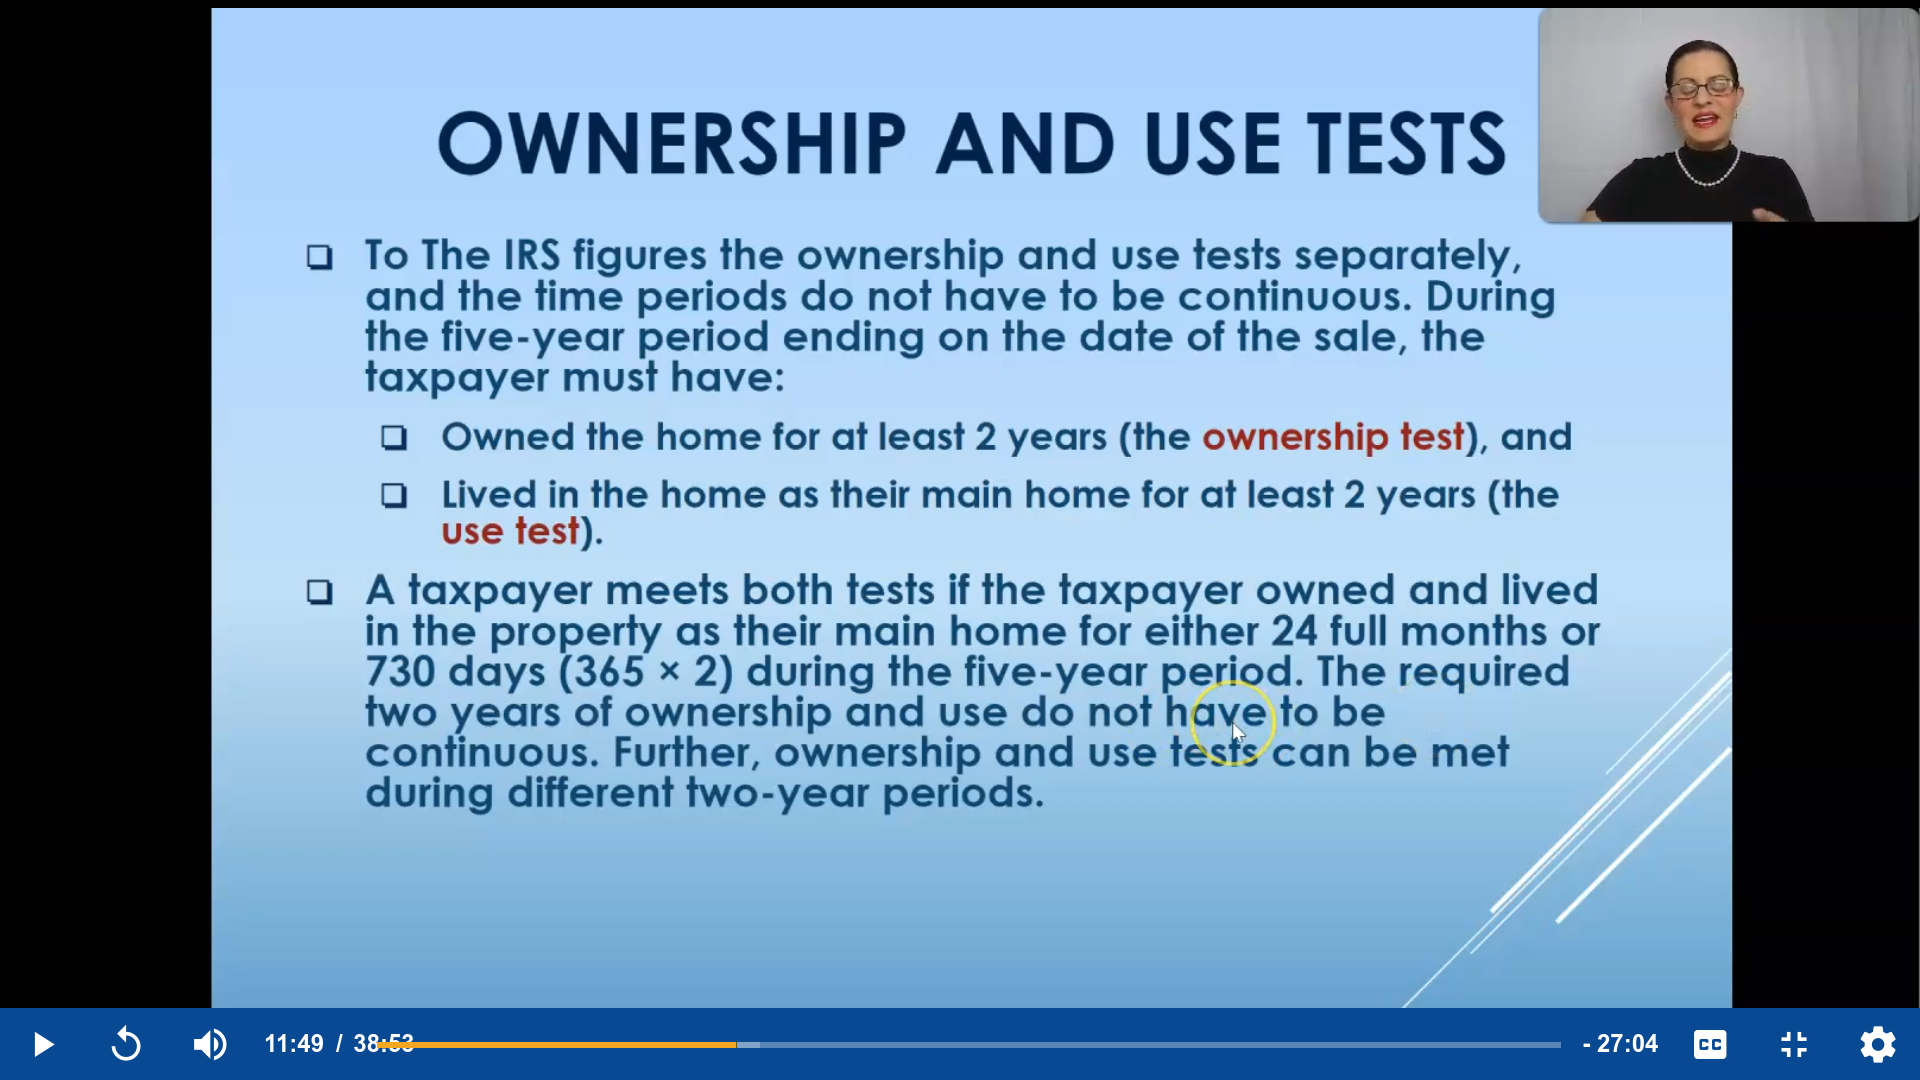 OWNERSHIP AND USE TESTS
To The IRS figures the ownership and use tests separately,
and the time periods do not have to be continuous. During
the five-year period ending on the date of the sale, the
taxpayer must have:
Owned the home for at least 2 years (the ownership test), and
Lived in the home as their main home for at least 2 years (the
use test).
A taxpayer meets both tests if the taxpayer owned and lived
in the property as their main home for either 24 full months or
730 days (365 × 2) during the five-year period. The required
two years of ownership and use do not have to be
continuous. Further, ownership and use tests can be met
during different two-year periods.
11:49 / 38:53
- 27:04
CC